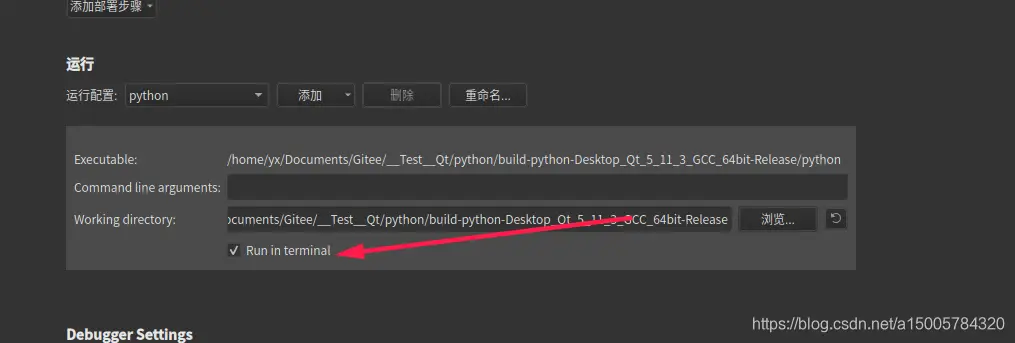 添加部署步骤
运行
运行配置: python 添加 删除 重命名...
Executable: /home/yx/Documents/Gitee/__Test__Qt/python/build-python-Desktop_Qt_5_11_3_GCC_64bit-Release/python
Command line arguments:
Working directory: ocuments/Gitee/__Test__Qt/python/build-python-Desktop_Qt_5_11_3_GCC_64bit-Release 浏览...
Run in terminal
Debugger Settings
https://blog.csdn.net/a15005784320